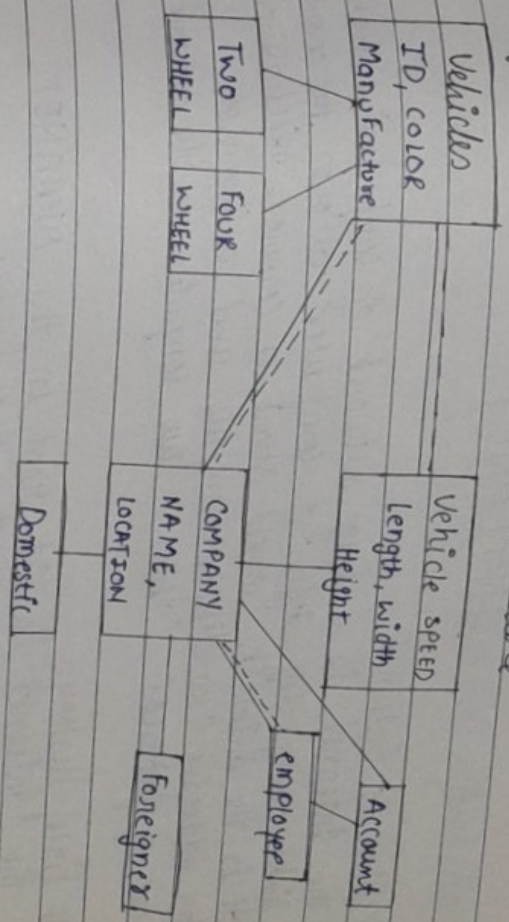 Vehicles
ID, COLOR
Manufacture
TWO
WHEEL
FOUR
WHEEL
Vehicle SPEED
Length, width
Height
COMPANY
NAME,
LOCATION
Account
employee
Foreigner
Domestic